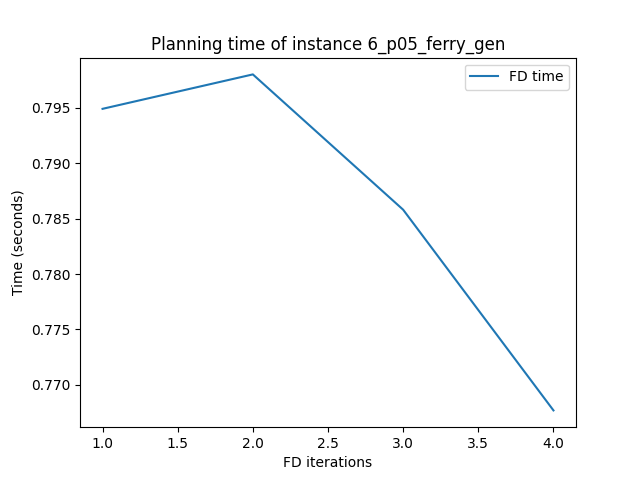 Planning time of instance 6_p05_ferry_gen
FD time
0.795
0.790
0.785
0.780
0.775
0.770
Time (seconds)
1.0 1.5 2.0 2.5 3.0 3.5 4.0
FD iterations